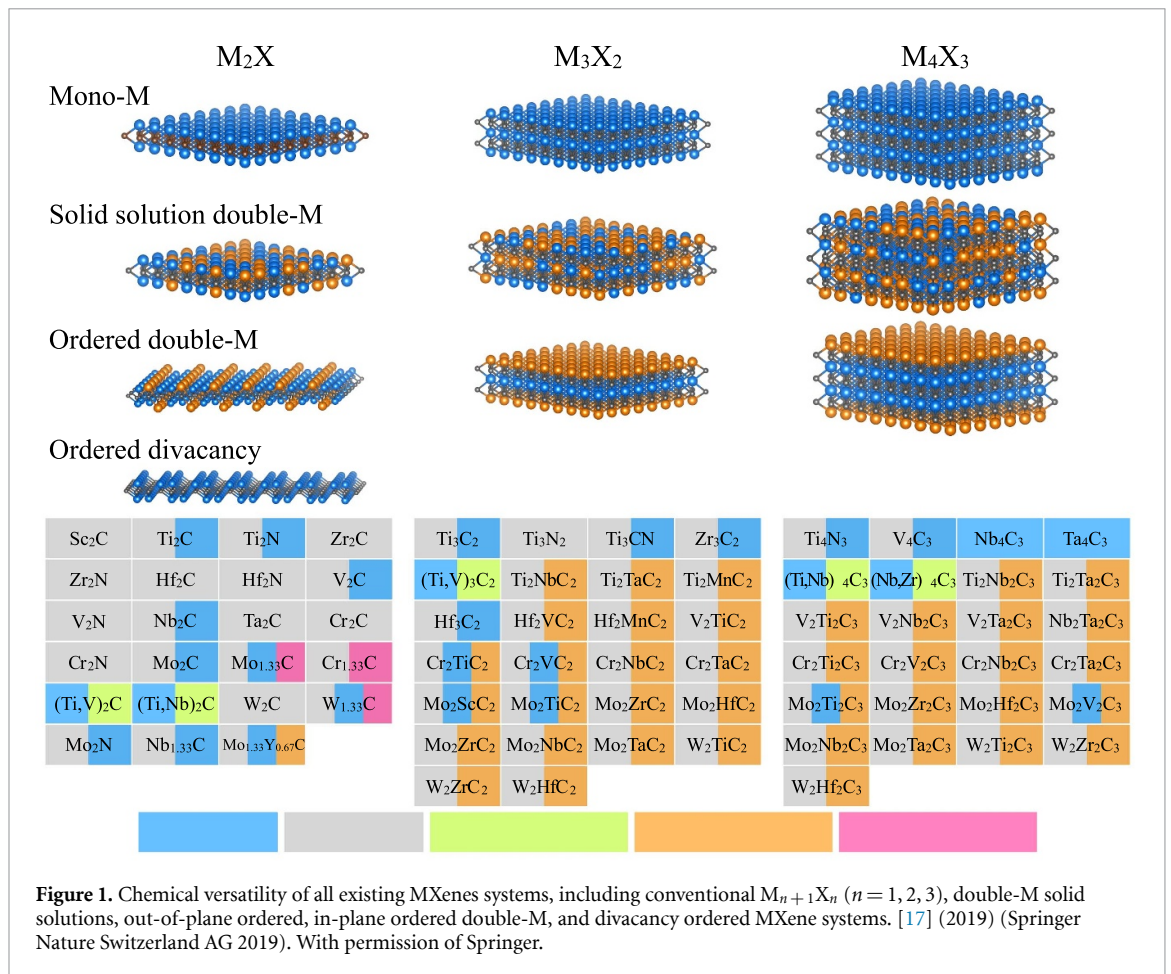 M₂X M₃X₂ M₄X₃
Mono-M
Solid solution double-M
Ordered double-M
Ordered divacancy
Sc₂C Ti₂C Ti₂N Zr₂C
Zr₂N Hf₂C Hf₂N V₂C
V₂N Nb₂C Ta₂C Cr₂C
Cr₂N Mo₂C Mo₁.₃₃C Cr₁.₃₃C
(Ti,V)₂C (Ti,Nb)₂C W₂C W₁.₃₃C
Mo₂N Nb₁.₃₃C Mo₁.₃₃Y₀.₆₇C
Ti₃C₂ Ti₃N₂ Ti₃CN Zr₃C₂
(Ti,V)₃C₂ Ti₂NbC₂ Ti₂TaC₂ Ti₂MnC₂
Hf₃C₂ Hf₂VC₂ Hf₂MnC₂ V₂TiC₂
Cr₂TiC₂ Cr₂VC₂ Cr₂NbC₂ Cr₂TaC₂
Mo₂ScC₂ Mo₂TiC₂ Mo₂ZrC₂ Mo₂HfC₂
Mo₂ZrC₂ Mo₂NbC₂ Mo₂TaC₂ W₂TiC₂
W₂ZrC₂ W₂HfC₂
Ti₄N₃ V₄C₃ Nb₄C₃ Ta₄C₃
(Ti,Nb) ₄C₃ (Nb,Zr) ₄C₃ Ti₂Nb₂C₃ Ti₂Ta₂C₃
V₂Ti₂C₃ V₂Nb₂C₃ V₂Ta₂C₃ Nb₂Ta₂C₃
Cr₂Ti₂C₃ Cr₂V₂C₃ Cr₂Nb₂C₃ Cr₂Ta₂C₃
Mo₂Ti₂C₃ Mo₂Zr₂C₃ Mo₂Hf₂C₃ Mo₂V₂C₃
Mo₂Nb₂C₃ Mo₂Ta₂C₃ W₂Ti₂C₃ W₂Zr₂C₃
W₂Hf₂C₃
Figure 1. Chemical versatility of all existing MXenes systems, including conventional Mₙ₊₁Xₙ (n = 1, 2, 3), double-M solid
solutions, out-of-plane ordered, in-plane ordered double-M, and divacancy ordered MXene systems. [17] (2019) (Springer
Nature Switzerland AG 2019). With permission of Springer.